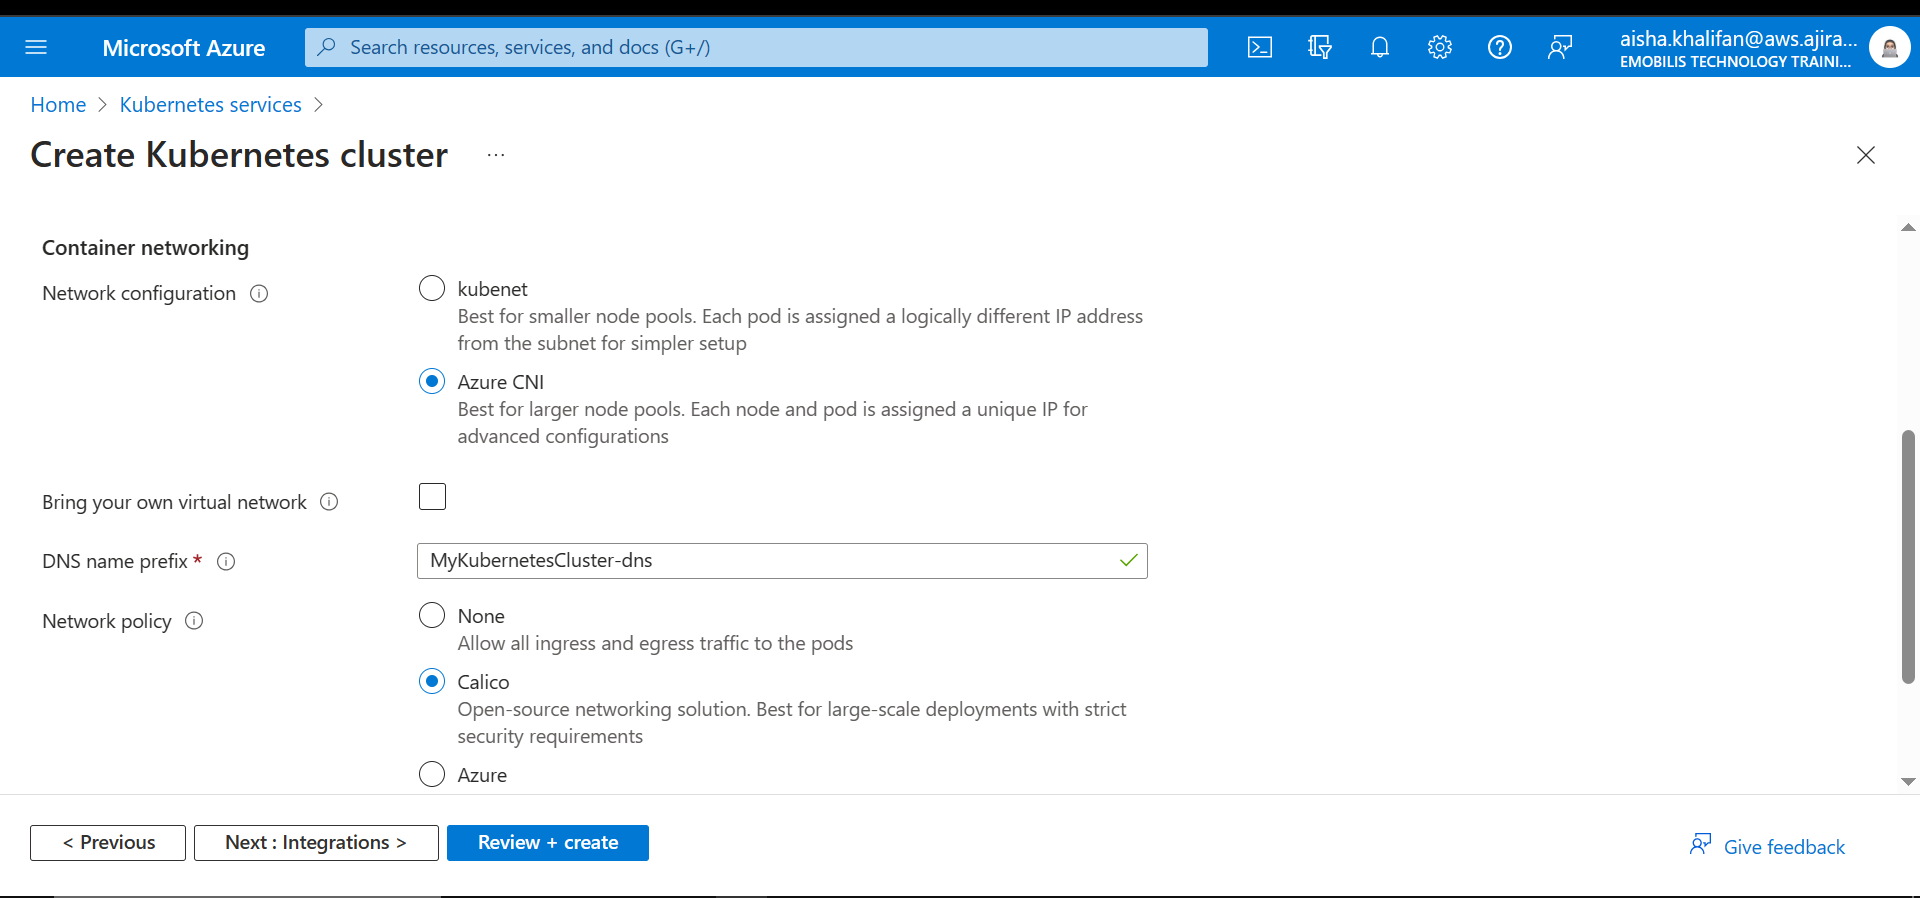 Microsoft Azure
Search resources, services, and docs (G+/)
aisha.khalifan@aws.ajira...
EMOBILIS TECHNOLOGY TRAINI...
Home > Kubernetes services >
Create Kubernetes cluster ...
Container networking
Network configuration
kubenet
Best for smaller node pools. Each pod is assigned a logically different IP address
from the subnet for simpler setup
Azure CNI
Best for larger node pools. Each node and pod is assigned a unique IP for
advanced configurations
Bring your own virtual network
DNS name prefix *
MyKubernetesCluster-dns
Network policy
None
Allow all ingress and egress traffic to the pods
Calico
Open-source networking solution. Best for large-scale deployments with strict
security requirements
Azure
< Previous
Next : Integrations >
Review + create
Give feedback